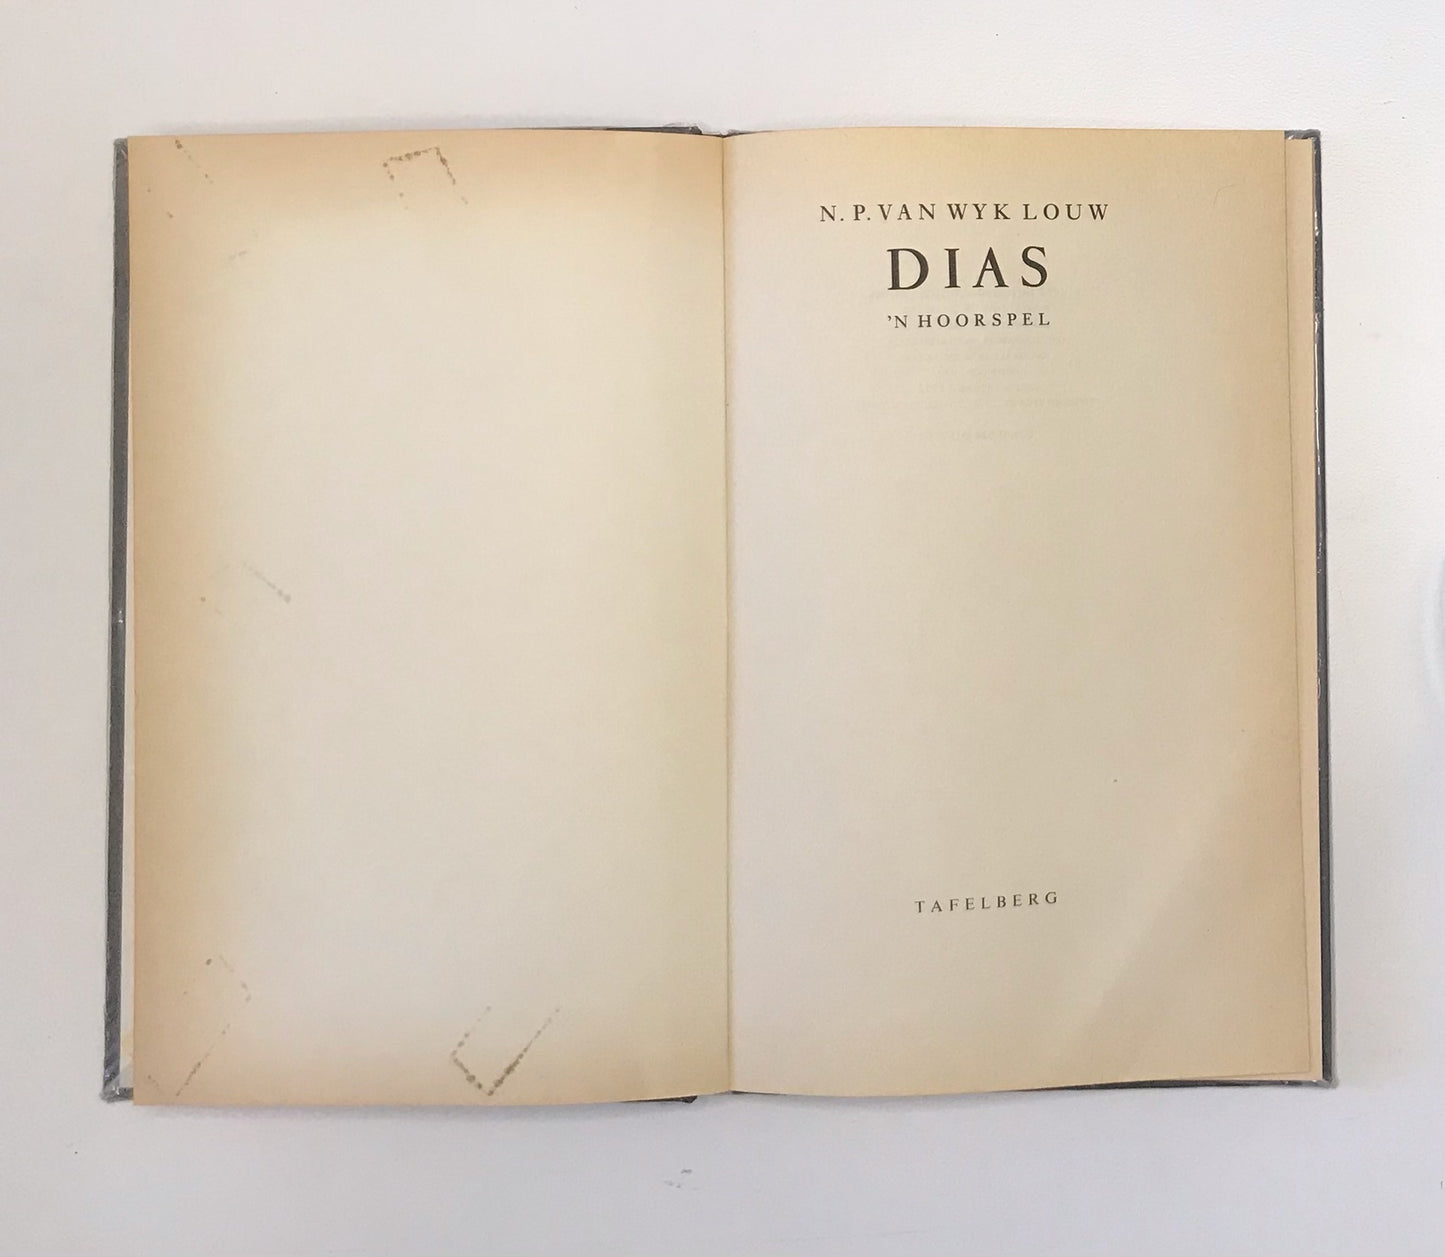 N. P. VAN WYK LOUW
DIAS
’N HOORSPEL
TAFELBERG